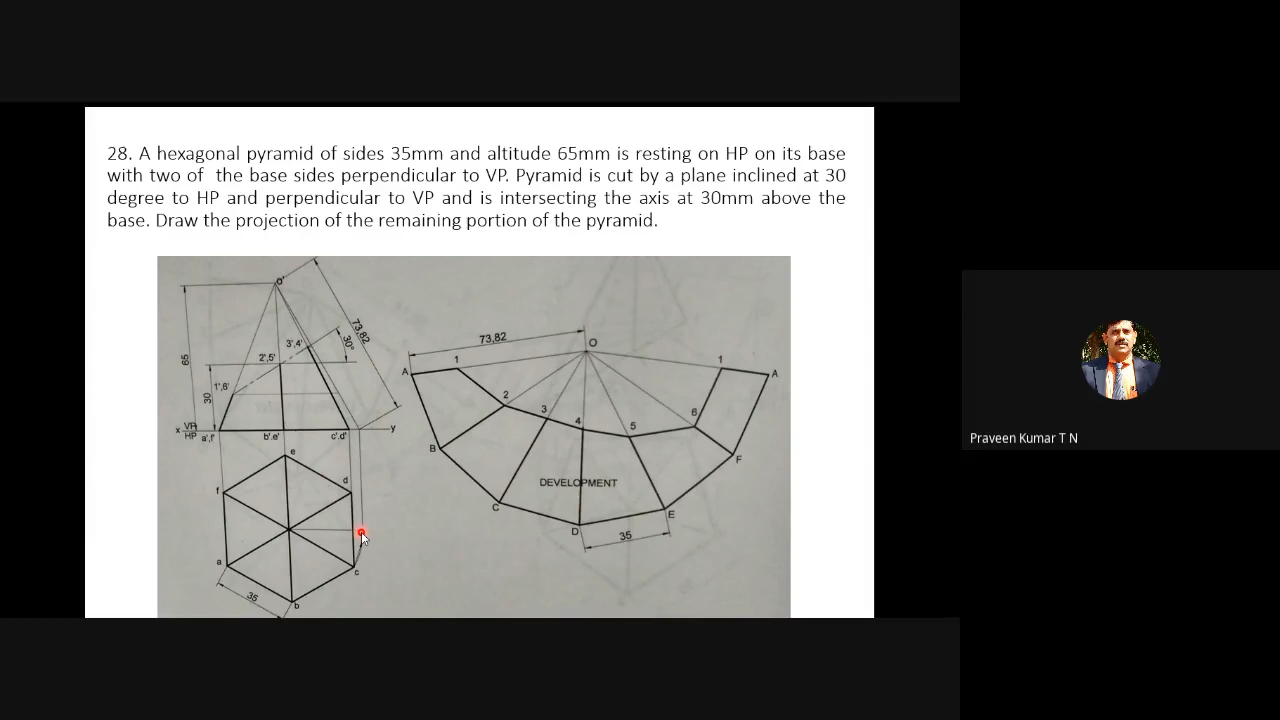 28. A hexagonal pyramid of sides 35mm and altitude 65mm is resting on HP on its base
with two of the base sides perpendicular to VP. Pyramid is cut by a plane inclined at 30
degree to HP and perpendicular to VP and is intersecting the axis at 30mm above the
base. Draw the projection of the remaining portion of the pyramid.
O'
73,82
30°
65
3',4'
2',5'
1',6'
30
x VP y
HP a',f' b'.e' c'.d'
e
f d
a c
35 b
73,82 O
A 1 1 A
2 3 4 5 6
B F
DEVELOPMENT
C E
D 35
Praveen Kumar T N